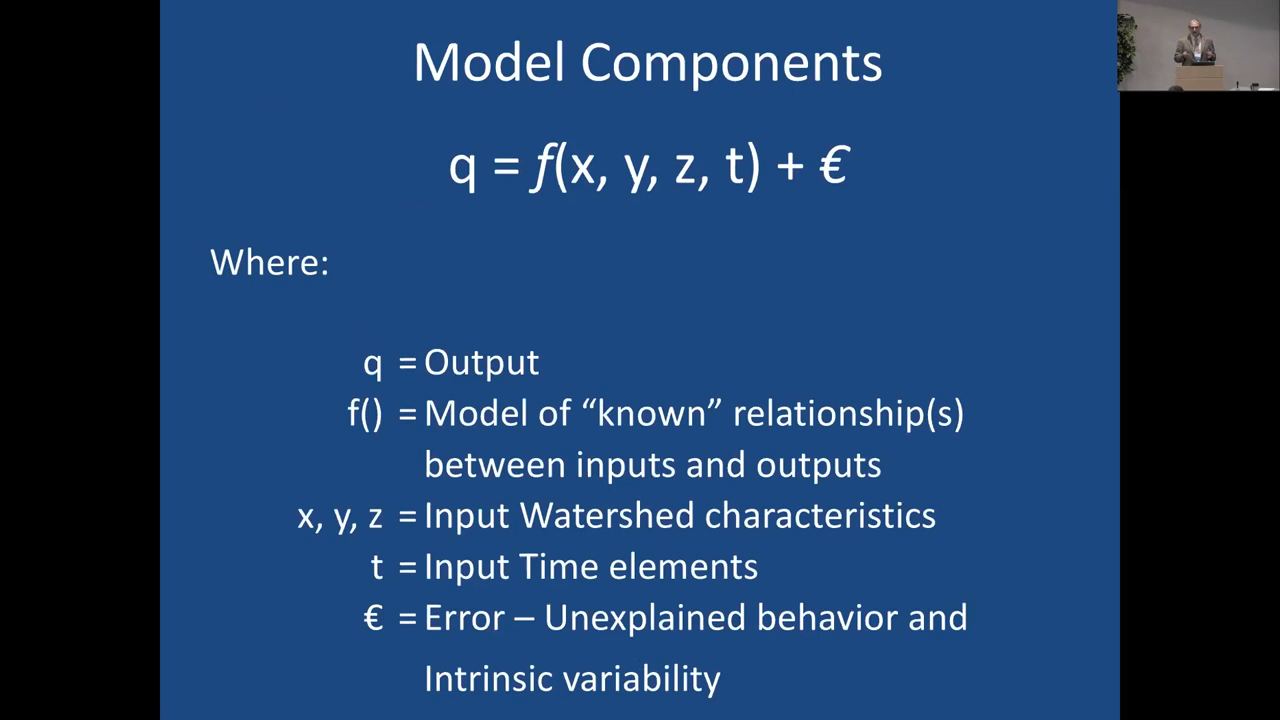 Model Components
q = f(x, y, z, t) + €
Where:
q = Output
f() = Model of “known” relationship(s)
between inputs and outputs
x, y, z = Input Watershed characteristics
t = Input Time elements
€ = Error – Unexplained behavior and
Intrinsic variability